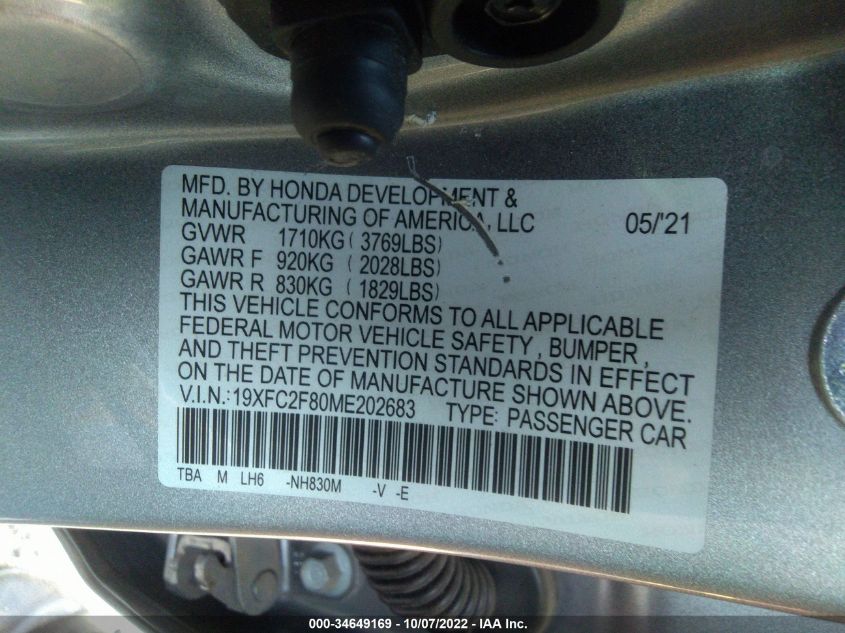 MFD. BY HONDA DEVELOPMENT &
MANUFACTURING OF AMERICA, LLC 05/'21
GVWR 1710KG ( 3769LBS)
GAWR F 920KG ( 2028LBS)
GAWR R 830KG ( 1829LBS)
THIS VEHICLE CONFORMS TO ALL APPLICABLE
FEDERAL MOTOR VEHICLE SAFETY , BUMPER ,
AND THEFT PREVENTION STANDARDS IN EFFECT
ON THE DATE OF MANUFACTURE SHOWN ABOVE.
V.I.N.:19XFC2F80ME202683 TYPE: PASSENGER CAR
TBA M LH6 -NH830M -V -E
000-34649169 - 10/07/2022 - IAA Inc.